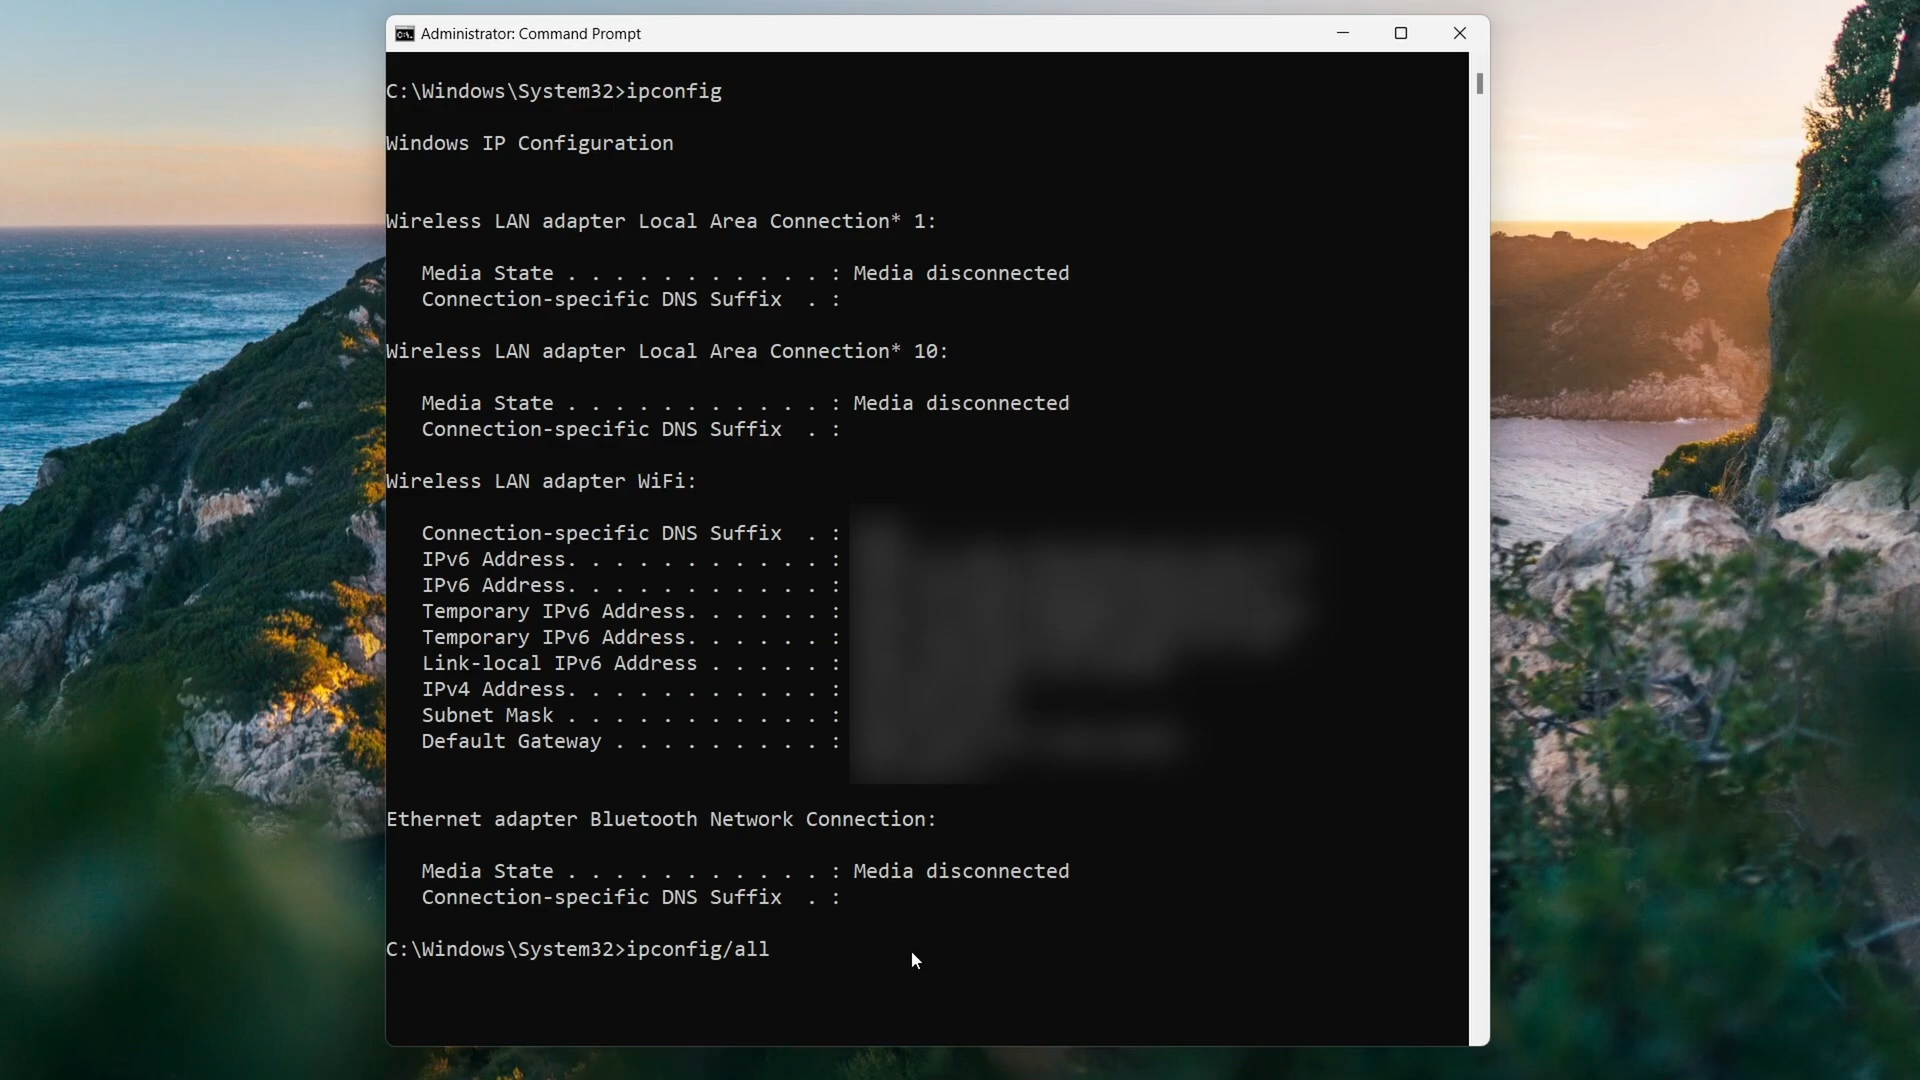 Administrator: Command Prompt
C:\Windows\System32>ipconfig
Windows IP Configuration
Wireless LAN adapter Local Area Connection* 1:
Media State . . . . . . . . . . . : Media disconnected
Connection-specific DNS Suffix  . :
Wireless LAN adapter Local Area Connection* 10:
Media State . . . . . . . . . . . : Media disconnected
Connection-specific DNS Suffix  . :
Wireless LAN adapter WiFi:
Connection-specific DNS Suffix  . :
IPv6 Address. . . . . . . . . . . :
IPv6 Address. . . . . . . . . . . :
Temporary IPv6 Address. . . . . . :
Temporary IPv6 Address. . . . . . :
Link-local IPv6 Address . . . . . :
IPv4 Address. . . . . . . . . . . :
Subnet Mask . . . . . . . . . . . :
Default Gateway . . . . . . . . . :
Ethernet adapter Bluetooth Network Connection:
Media State . . . . . . . . . . . : Media disconnected
Connection-specific DNS Suffix  . :
C:\Windows\System32>ipconfig/all